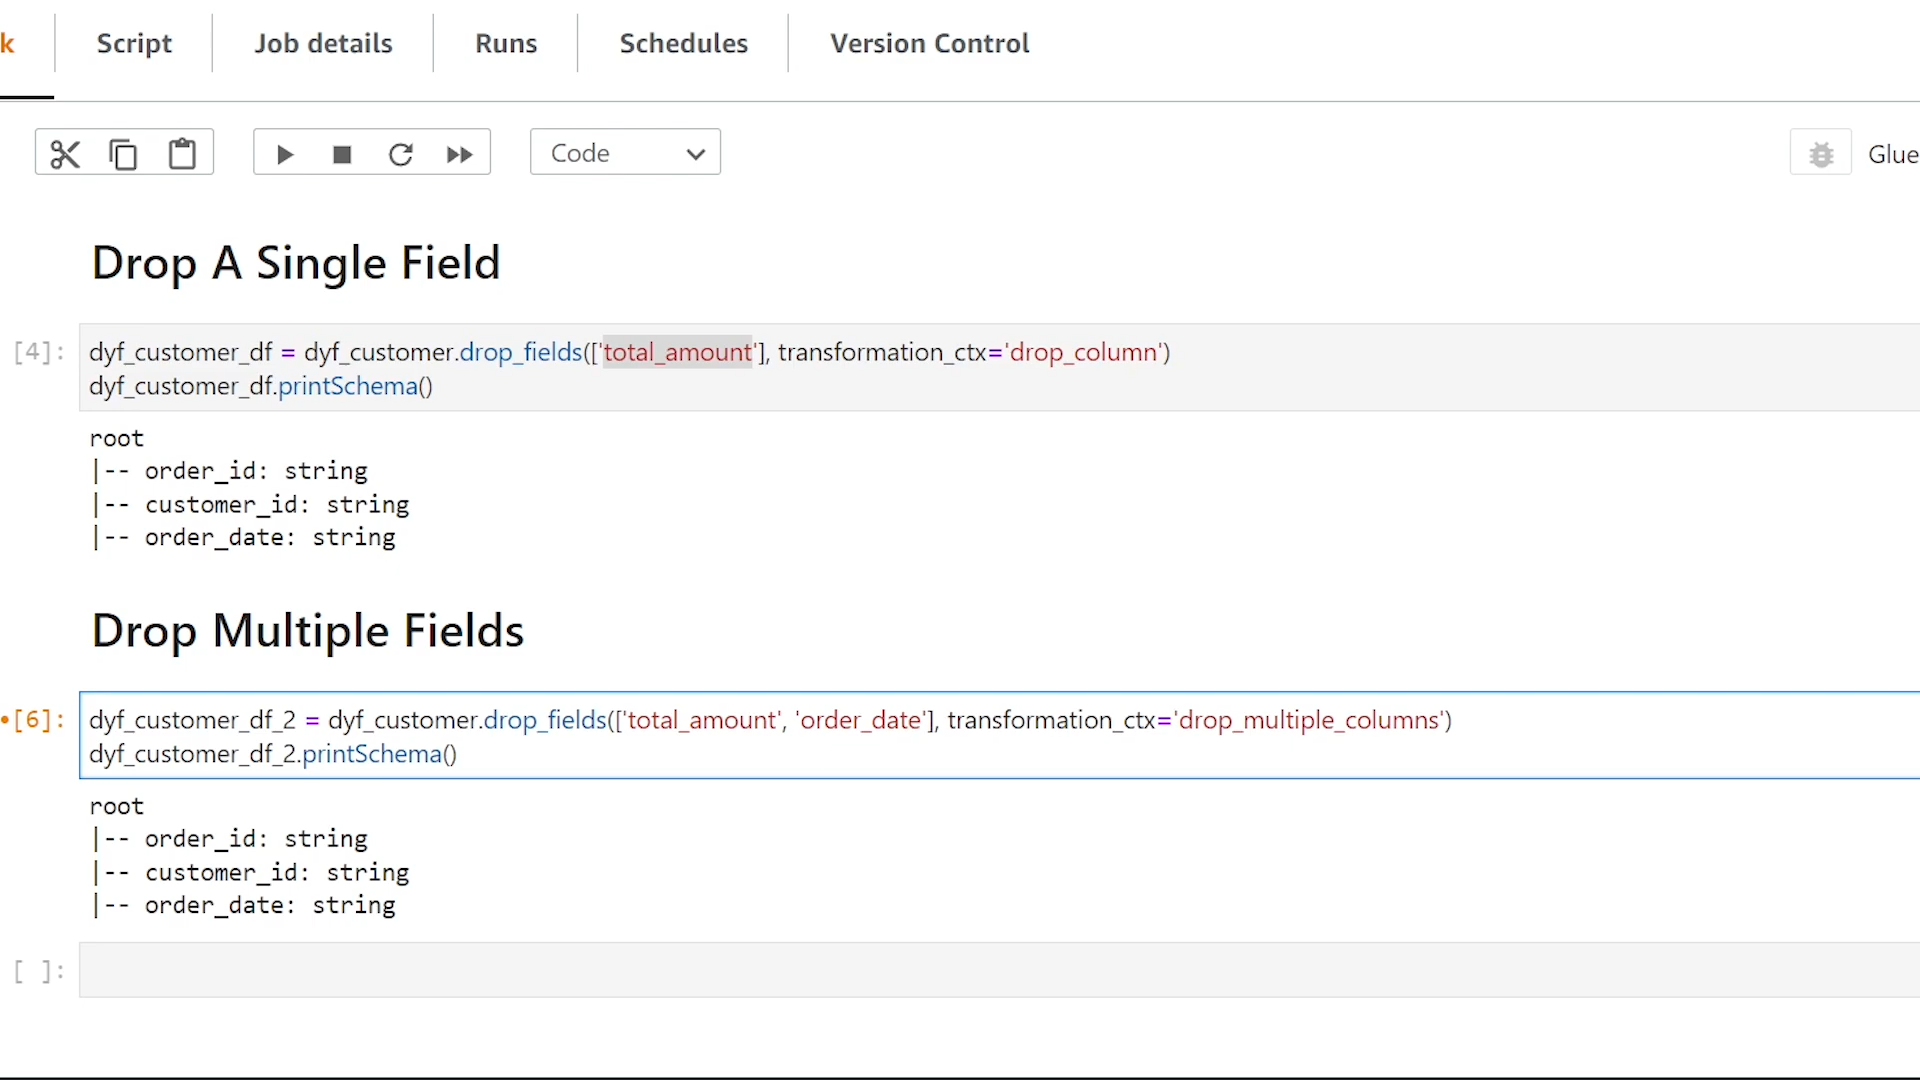 k Script Job details Runs Schedules Version Control
Code Glue
Drop A Single Field
[4]: dyf_customer_df = dyf_customer.drop_fields(['total_amount'], transformation_ctx='drop_column')
dyf_customer_df.printSchema()
root
|-- order_id: string
|-- customer_id: string
|-- order_date: string
Drop Multiple Fields
•[6]: dyf_customer_df_2 = dyf_customer.drop_fields(['total_amount', 'order_date'], transformation_ctx='drop_multiple_columns')
dyf_customer_df_2.printSchema()
root
|-- order_id: string
|-- customer_id: string
|-- order_date: string
[ ]: